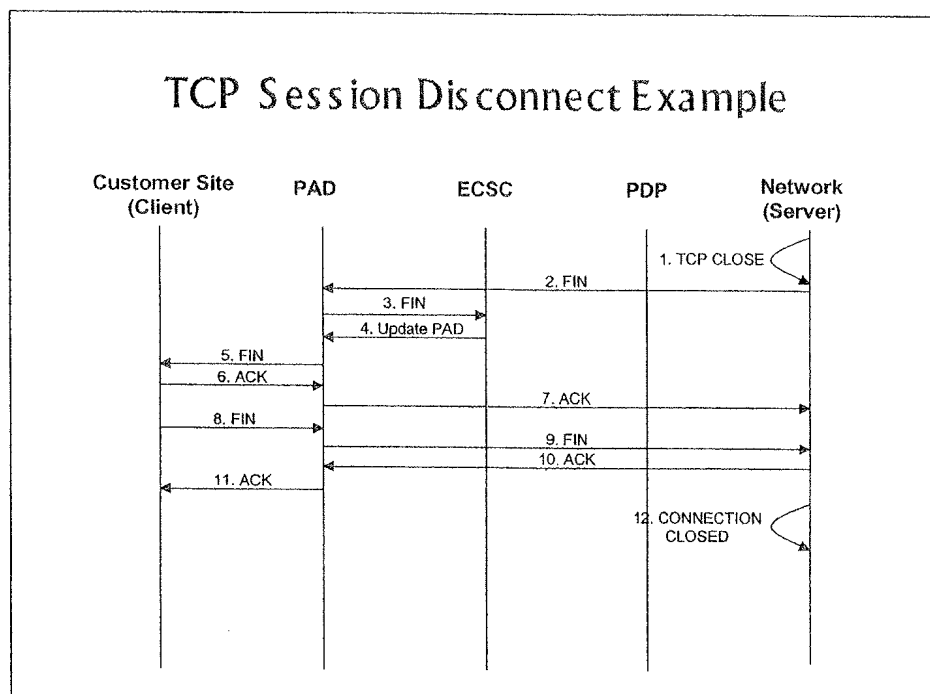 TCP Session Disconnect Example
Customer Site
(Client)
PAD
ECSC
PDP
Network
(Server)
1. TCP CLOSE
2. FIN
3. FIN
4. Update PAD
5. FIN
6. ACK
7. ACK
8. FIN
9. FIN
10. ACK
11. ACK
12. CONNECTION
CLOSED